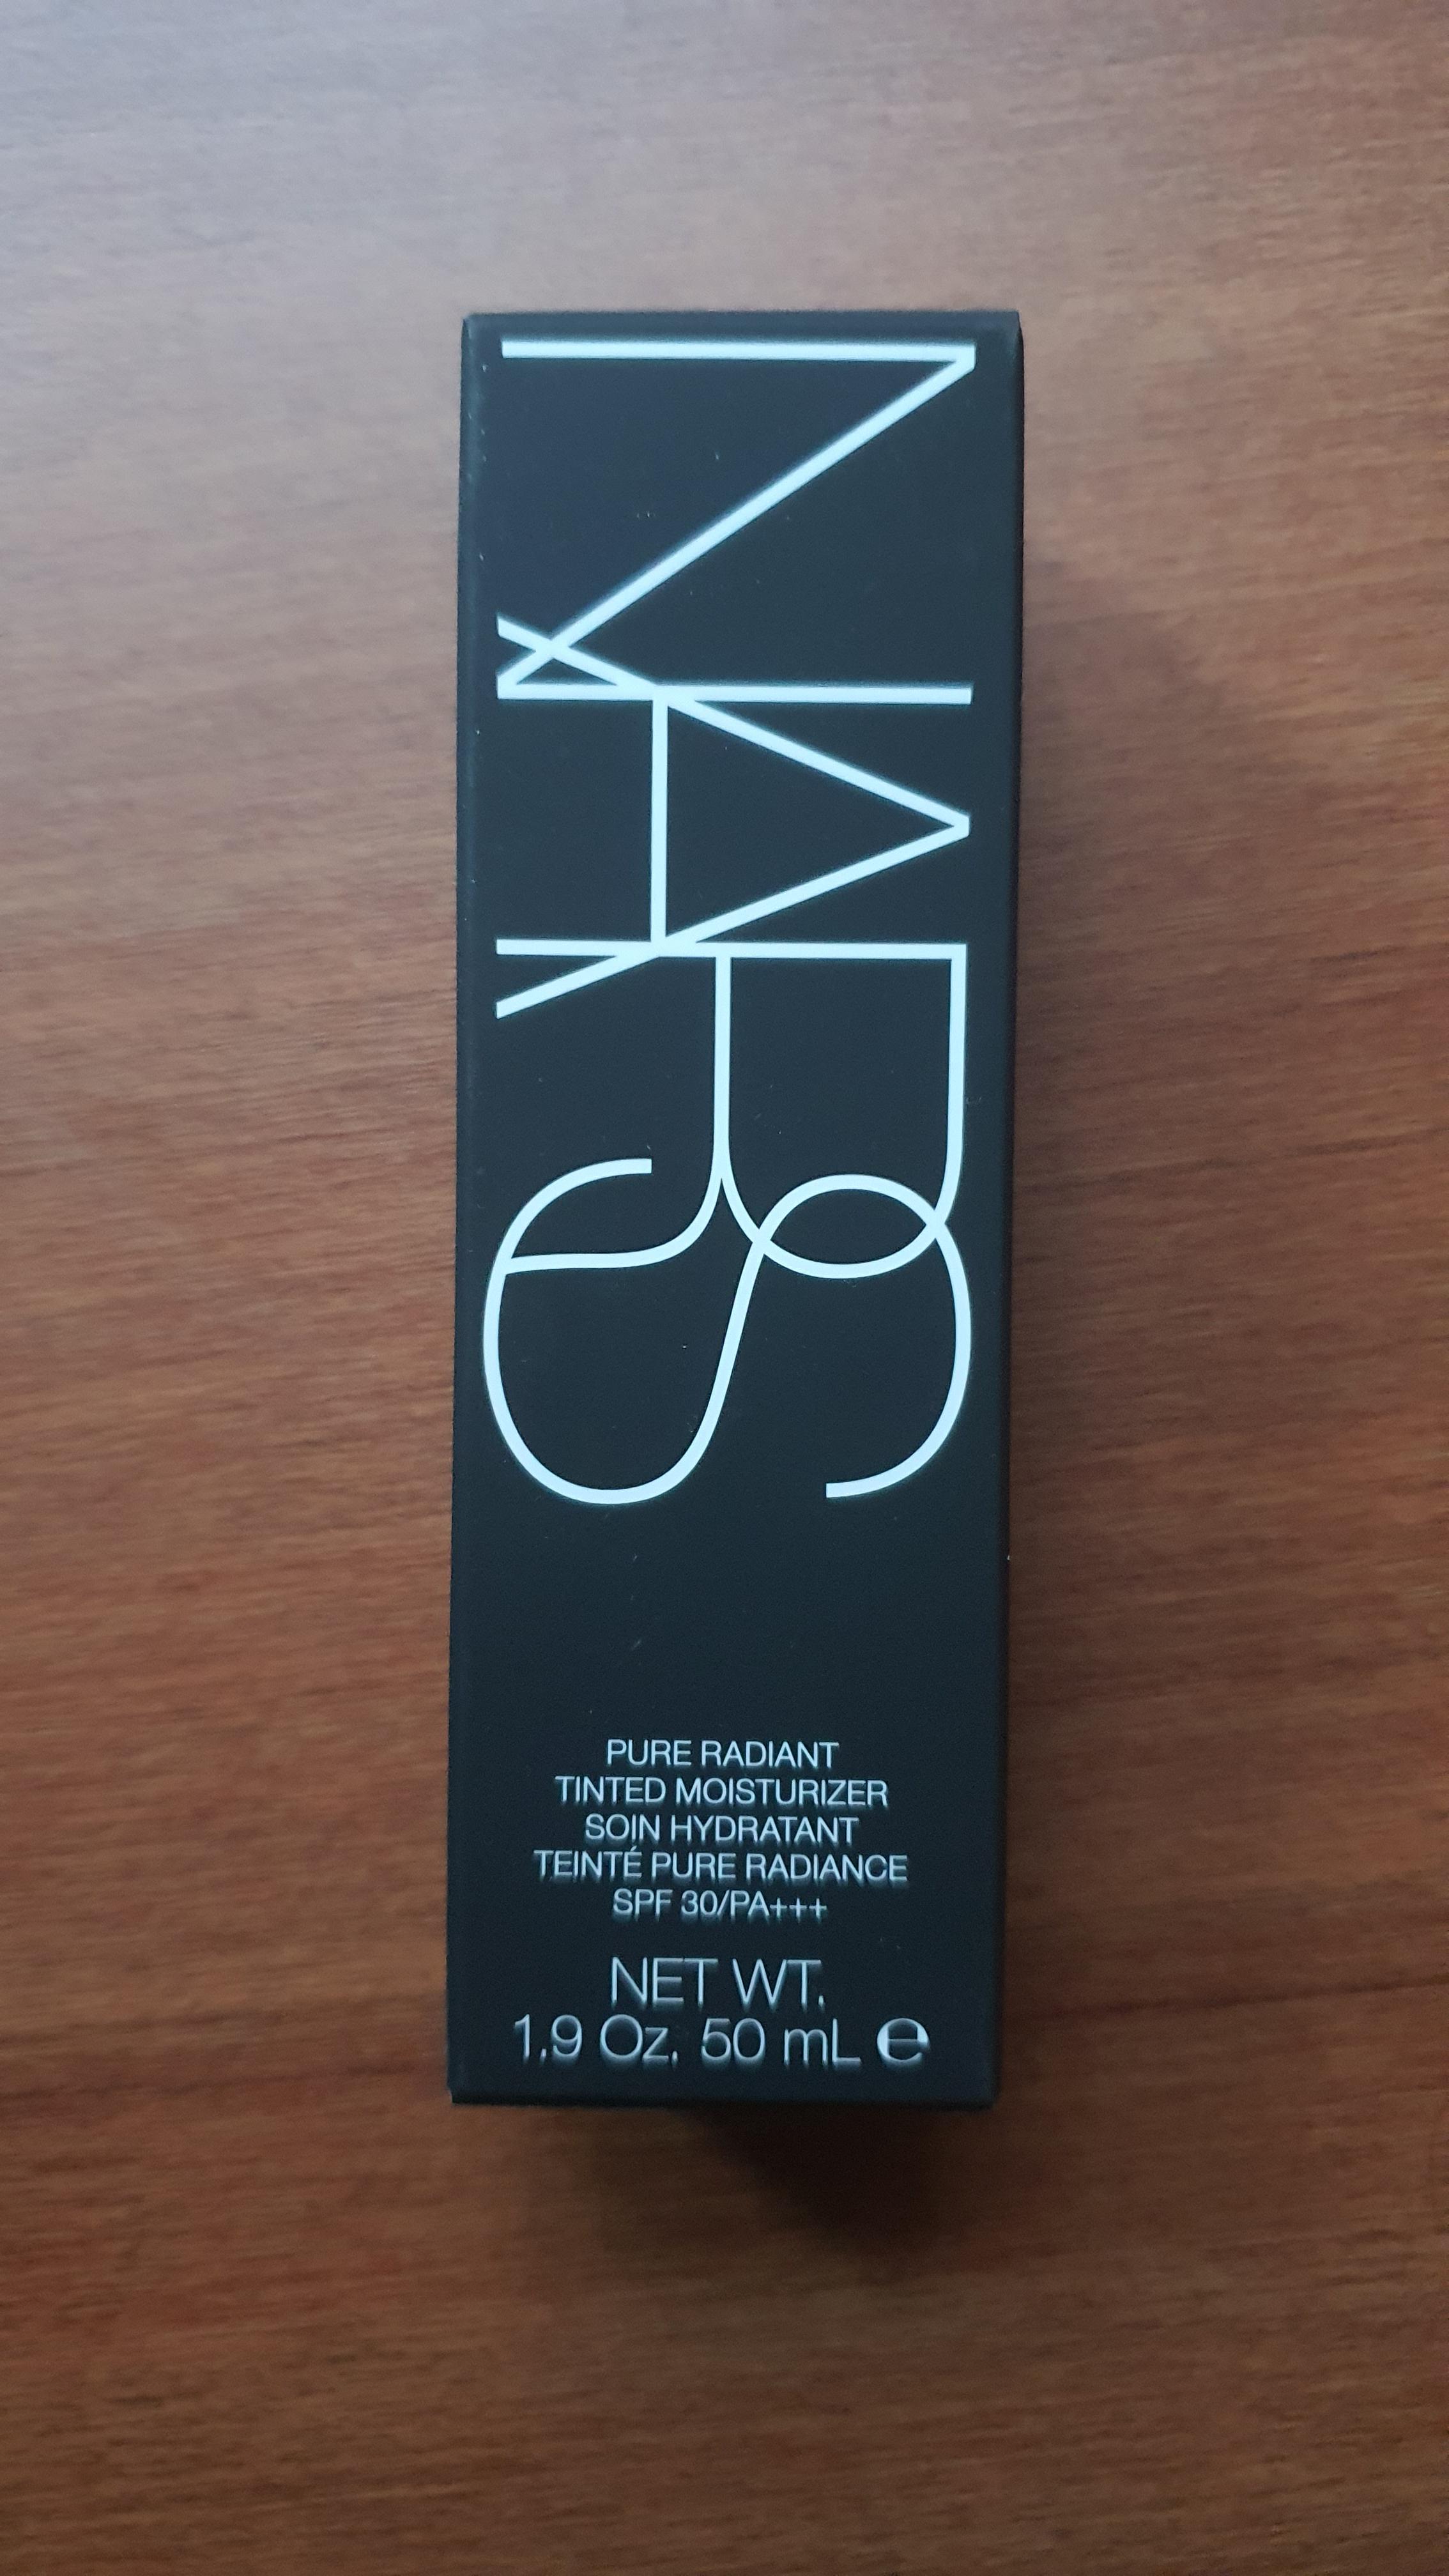 NARS
PURE RADIANT
TINTED MOISTURIZER
SOIN HYDRATANT
TEINTÉ PURE RADIANCE
SPF 30/PA+++
NET WT.
1.9 Oz. 50 mL ℮